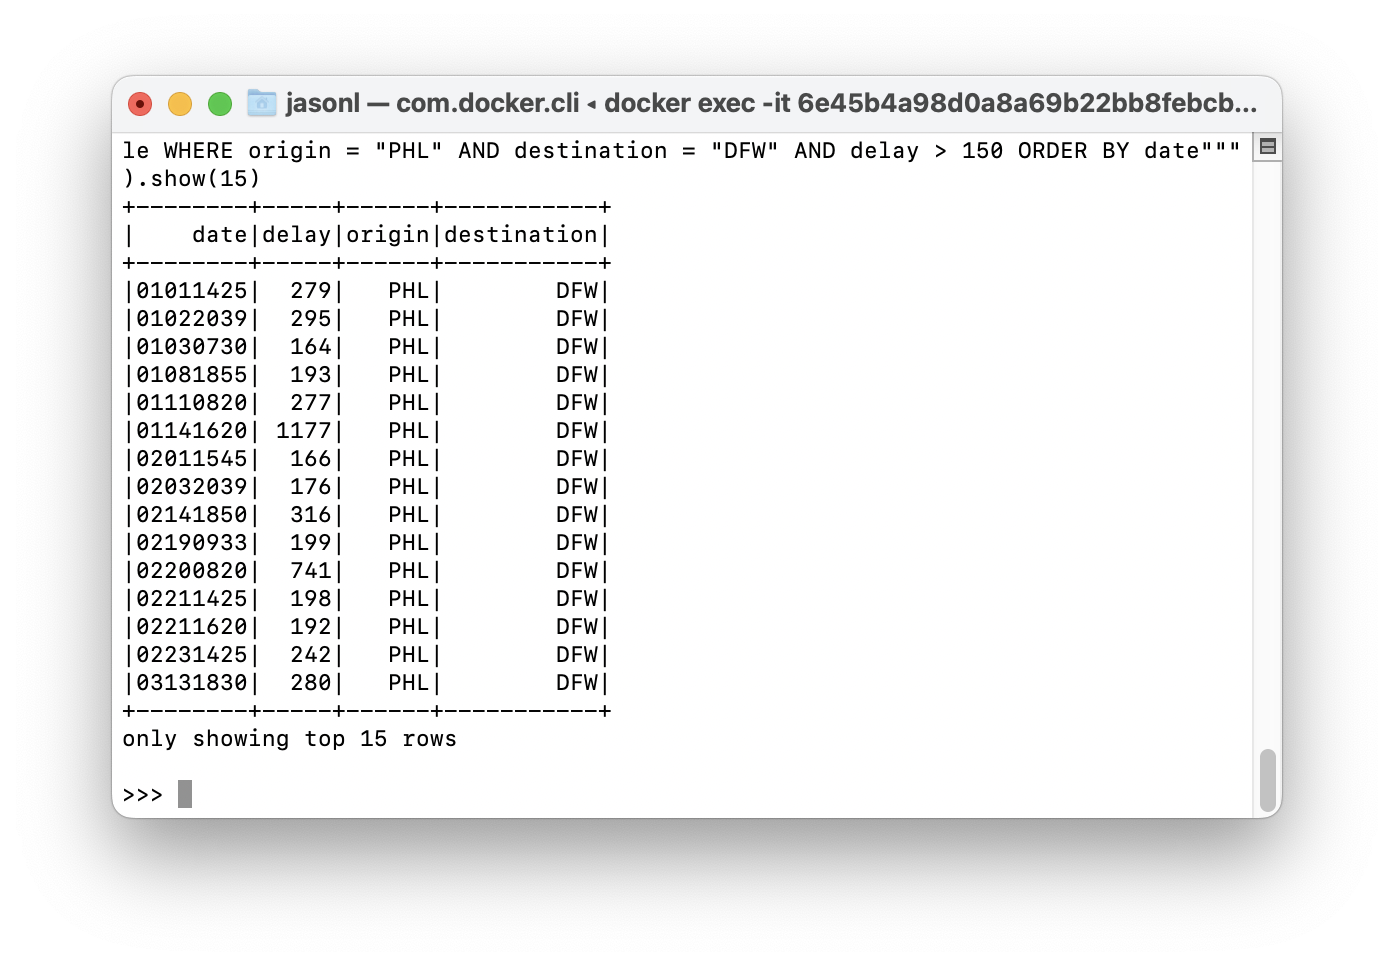 jasonl — com.docker.cli ◂ docker exec -it 6e45b4a98d0a8a69b22bb8febcb...
le WHERE origin = "PHL" AND destination = "DFW" AND delay > 150 ORDER BY date"""
).show(15)
+--------+-----+------+-----------+
|    date|delay|origin|destination|
+--------+-----+------+-----------+
|01011425|  279|   PHL|        DFW|
|01022039|  295|   PHL|        DFW|
|01030730|  164|   PHL|        DFW|
|01081855|  193|   PHL|        DFW|
|01110820|  277|   PHL|        DFW|
|01141620| 1177|   PHL|        DFW|
|02011545|  166|   PHL|        DFW|
|02032039|  176|   PHL|        DFW|
|02141850|  316|   PHL|        DFW|
|02190933|  199|   PHL|        DFW|
|02200820|  741|   PHL|        DFW|
|02211425|  198|   PHL|        DFW|
|02211620|  192|   PHL|        DFW|
|02231425|  242|   PHL|        DFW|
|03131830|  280|   PHL|        DFW|
+--------+-----+------+-----------+
only showing top 15 rows
>>>